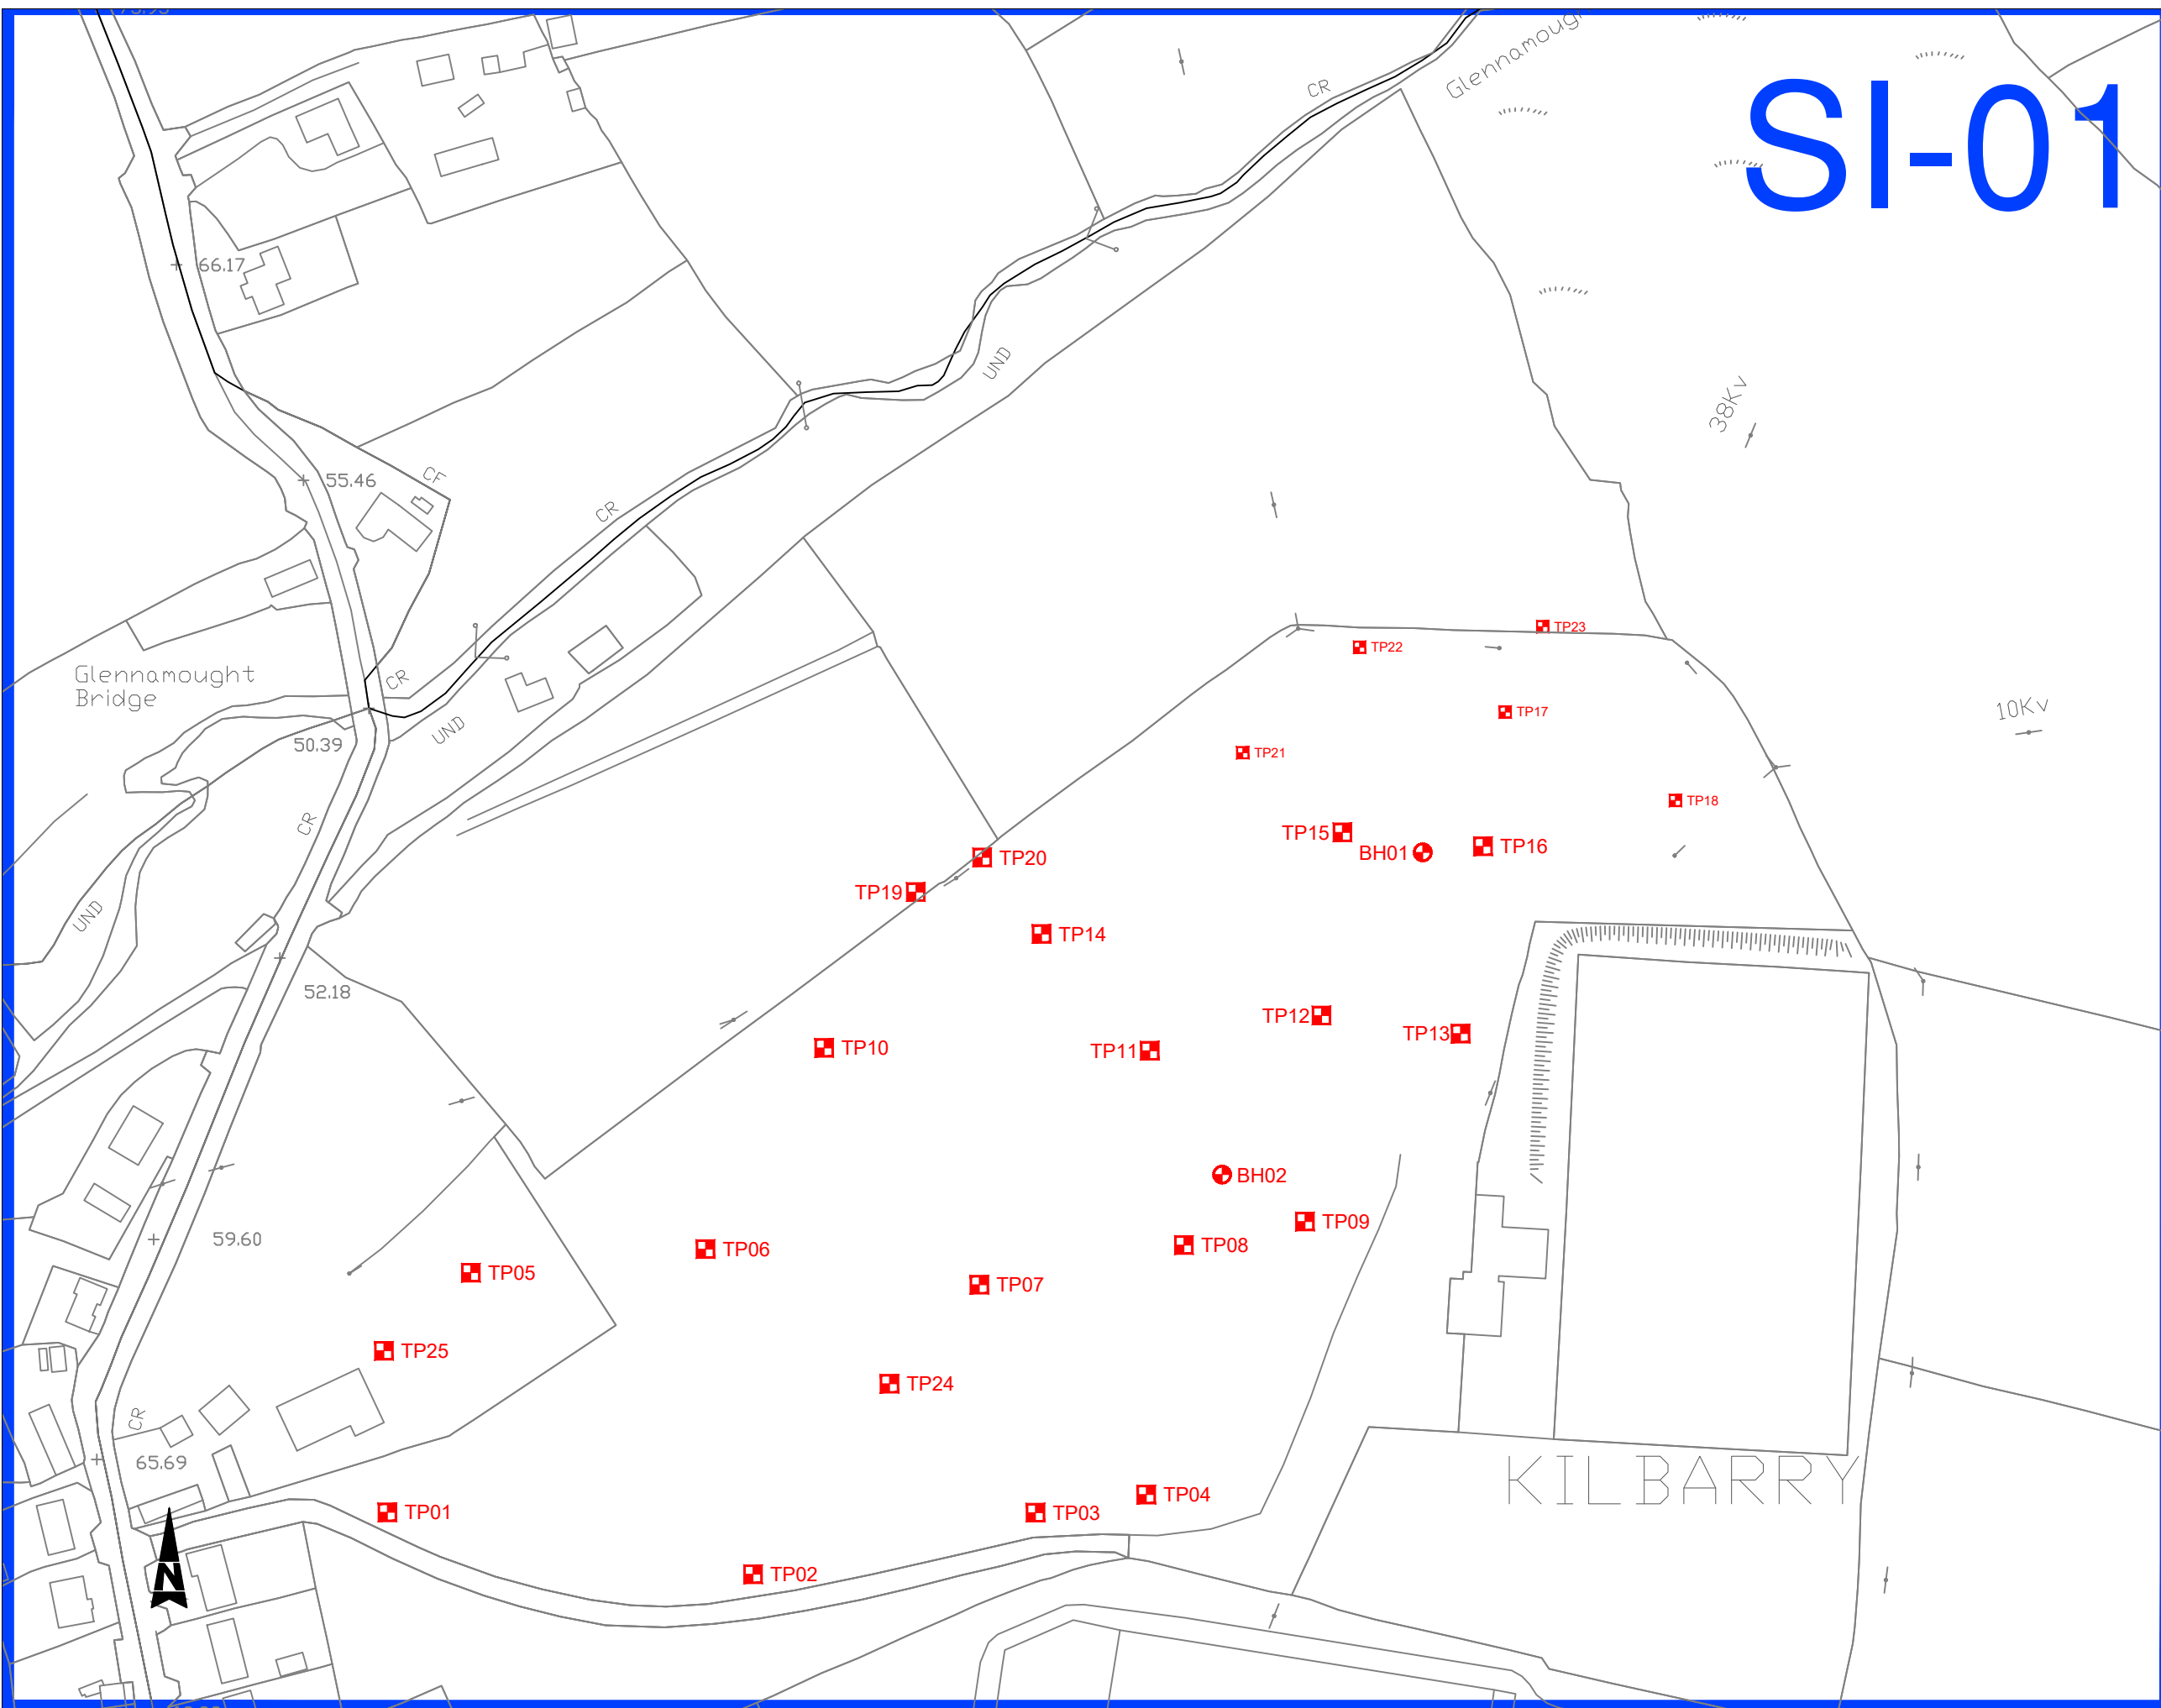 Glennamough
SI-01
CR
66.17
UND
38Kv
CF
55.46
CR
TP23
TP22
Glennamought
Bridge
CR
10Kv
TP17
UND
50.39
TP21
TP18
CR
TP15
BH01
TP16
TP20
TP19
UND
TP14
52.18
TP12
TP13
TP10
TP11
BH02
TP09
59.60
TP06
TP08
TP05
TP07
TP25
TP24
CR
65.69
KILBARRY
TP04
TP01
TP03
N
TP02